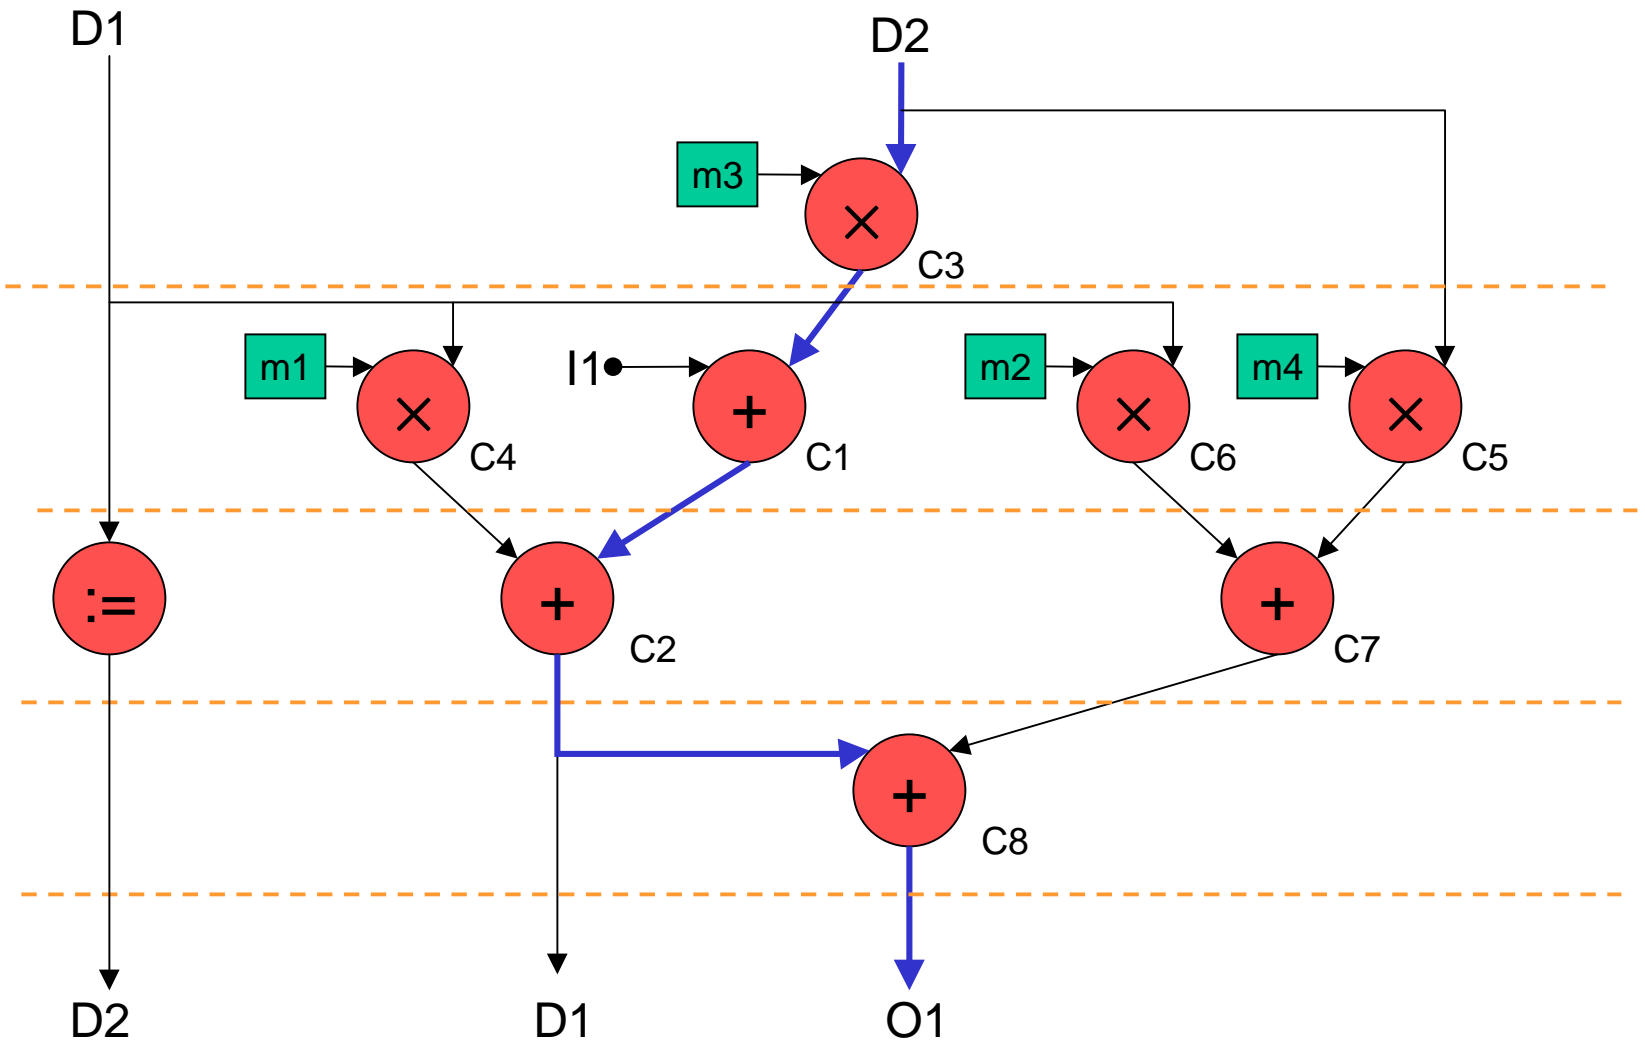 D1
D2
m3
×
C3
m1
×
C4
I1
+
C1
m2
×
C6
m4
×
C5
:=
+
C2
+
C7
+
C8
D2
D1
O1